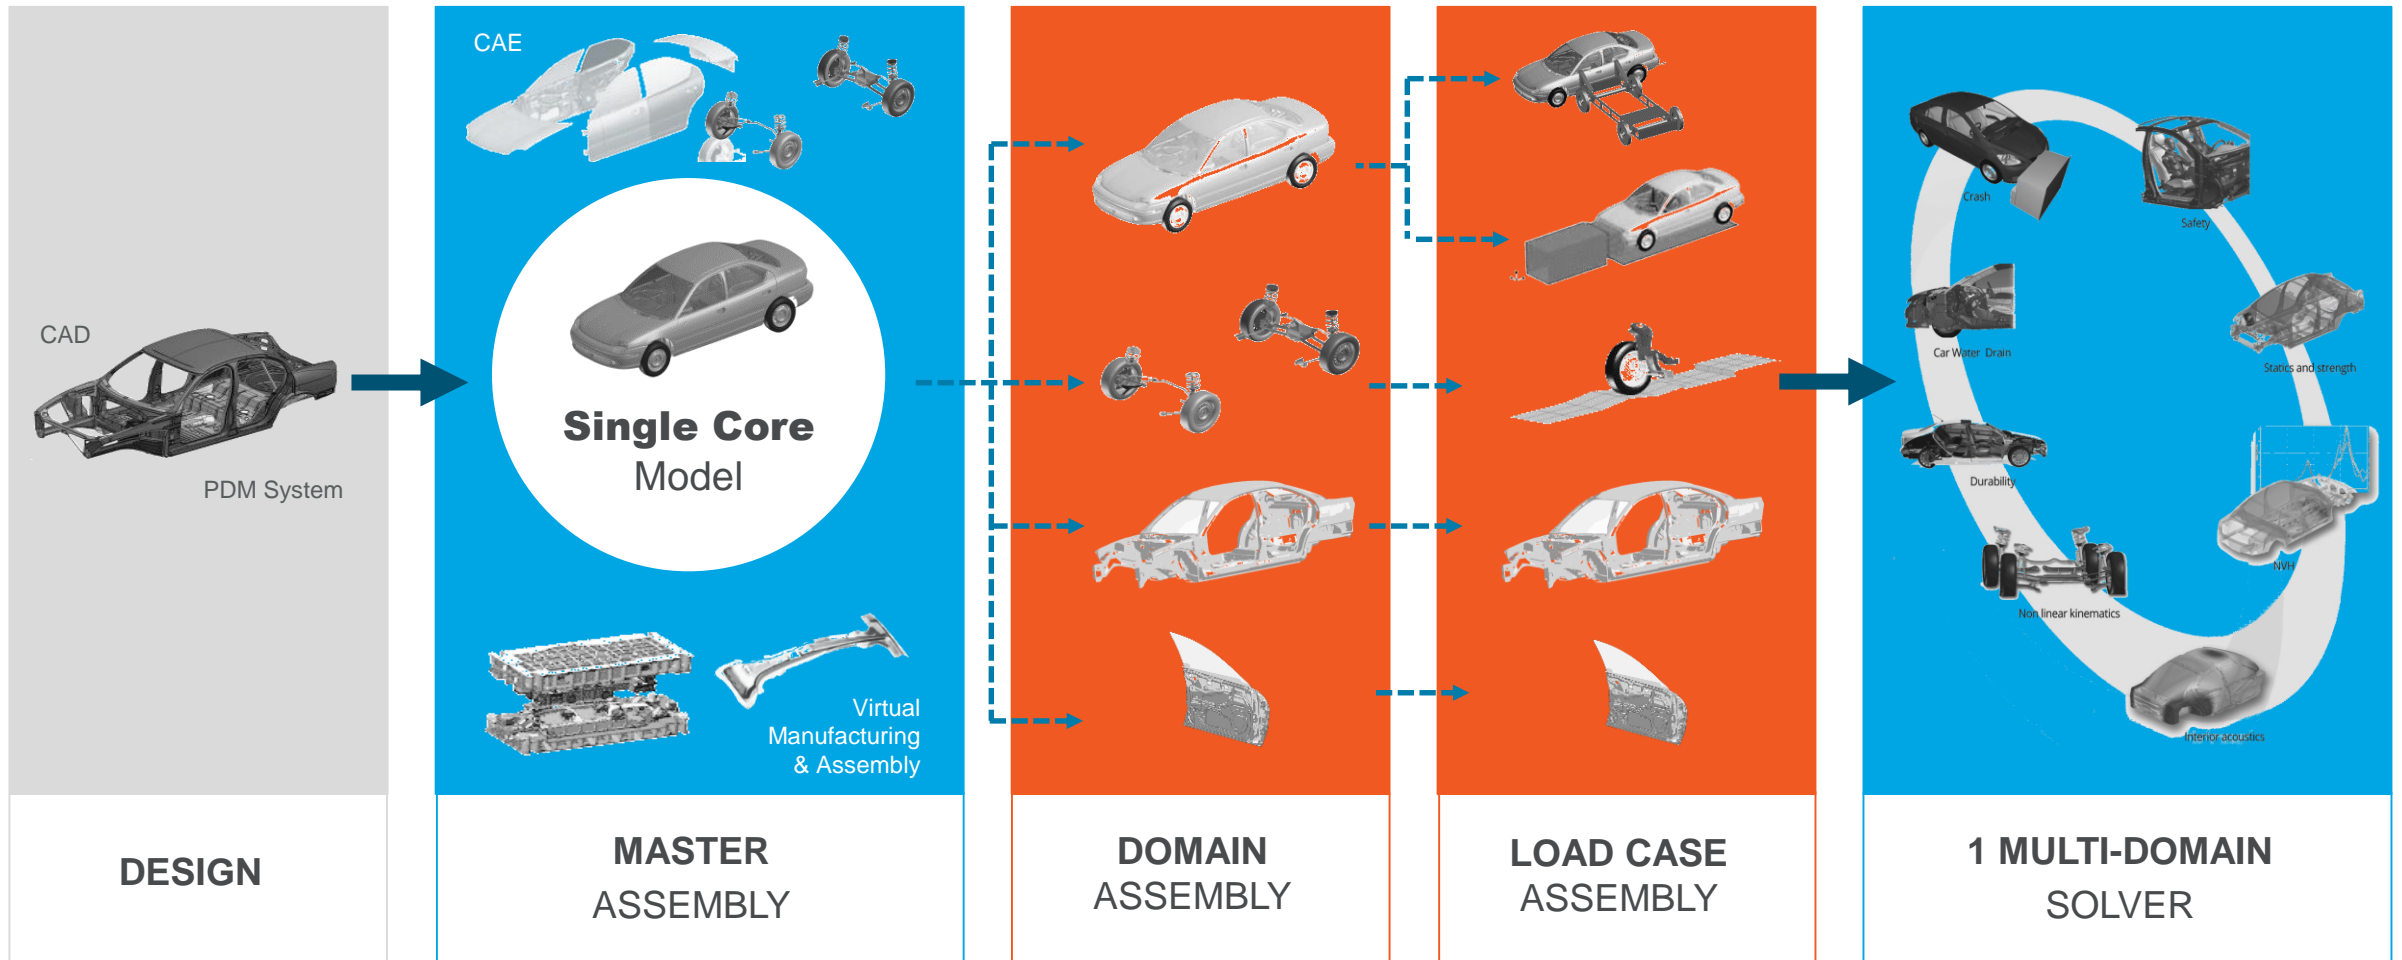 CAD
PDM System
DESIGN
CAE
Single Core
Model
Virtual
Manufacturing
& Assembly
MASTER
ASSEMBLY
DOMAIN
ASSEMBLY
LOAD CASE
ASSEMBLY
Crash
Safety
Car Water Drain
Statics and strength
Durability
NVH
Non linear kinematics
Interior acoustics
1 MULTI-DOMAIN
SOLVER